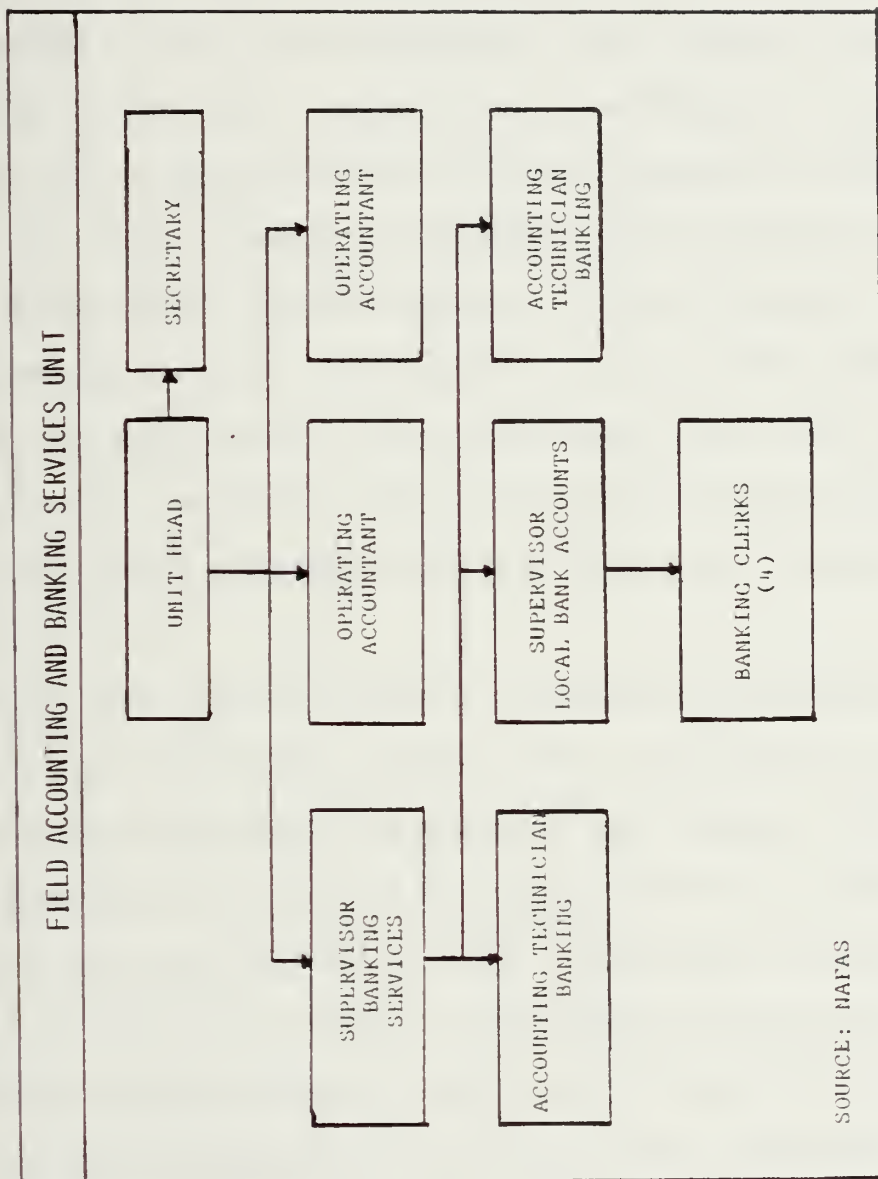 FIELD ACCOUNTING AND BANKING SERVICES UNIT
UNIT HEAD
SECRETARY
SUPERVISOR
BANKING
SERVICES
OPERATING
ACCOUNTANT
OPERATING
ACCOUNTANT
ACCOUNTING TECHNICIAN
BANKING
SUPERVISOR
LOCAL BANK ACCOUNTS
ACCOUNTING
TECHNICIAN
BANKING
BANKING CLERKS
(4)
SOURCE: NAFAS